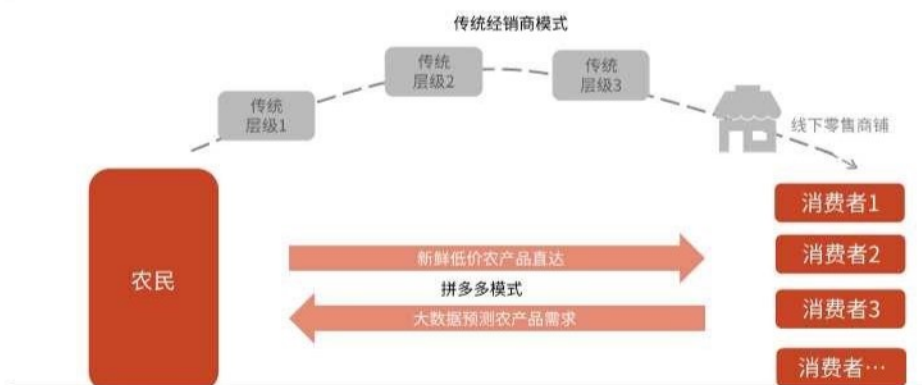 传统经销商模式
传统
层级1
传统
层级2
传统
层级3
线下零售商铺
农民
新鲜低价农产品直达
拼多多模式
大数据预测农产品需求
消费者1
消费者2
消费者3
消费者…